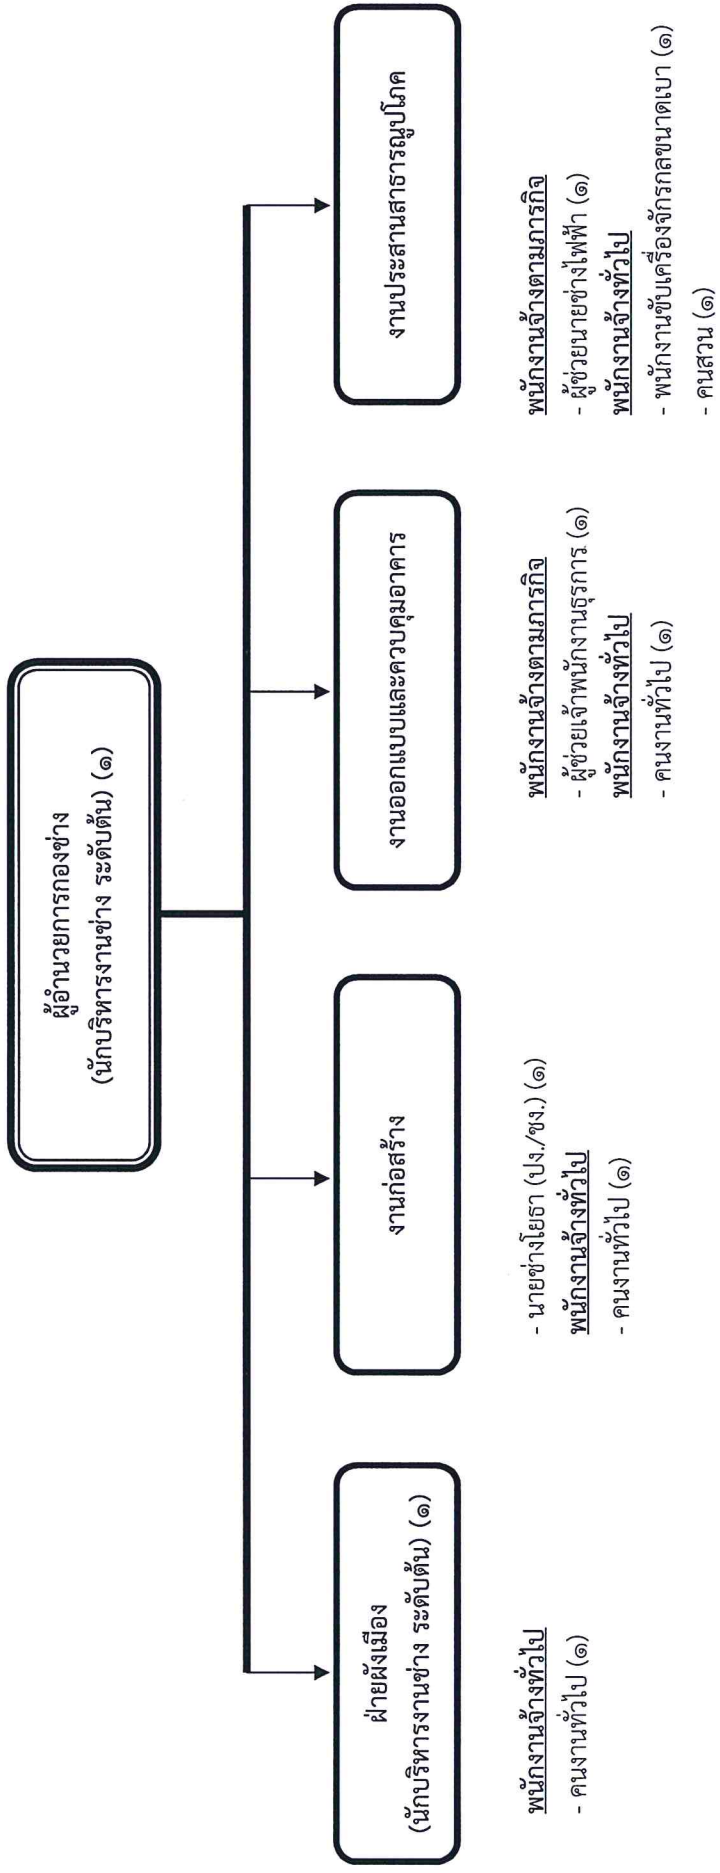 ผู้อำนวยการกองช่าง
(นักบริหารงานช่าง ระดับต้น) (๑)
ฝ่ายผังเมือง
(นักบริหารงานช่าง ระดับต้น) (๑)
พนักงานจ้างทั่วไป
- คนงานทั่วไป (๑)
งานก่อสร้าง
- นายช่างโยธา (ปง./ชง.) (๑)
พนักงานจ้างทั่วไป
- คนงานทั่วไป (๑)
งานออกแบบและควบคุมอาคาร
พนักงานจ้างตามภารกิจ
- ผู้ช่วยเจ้าพนักงานธุรการ (๑)
พนักงานจ้างทั่วไป
- คนงานทั่วไป (๑)
งานประสานสาธารณูปโภค
พนักงานจ้างตามภารกิจ
- ผู้ช่วยนายช่างไฟฟ้า (๑)
พนักงานจ้างทั่วไป
- พนักงานขับเครื่องจักรกลขนาดเบา (๑)
- คนสวน (๑)